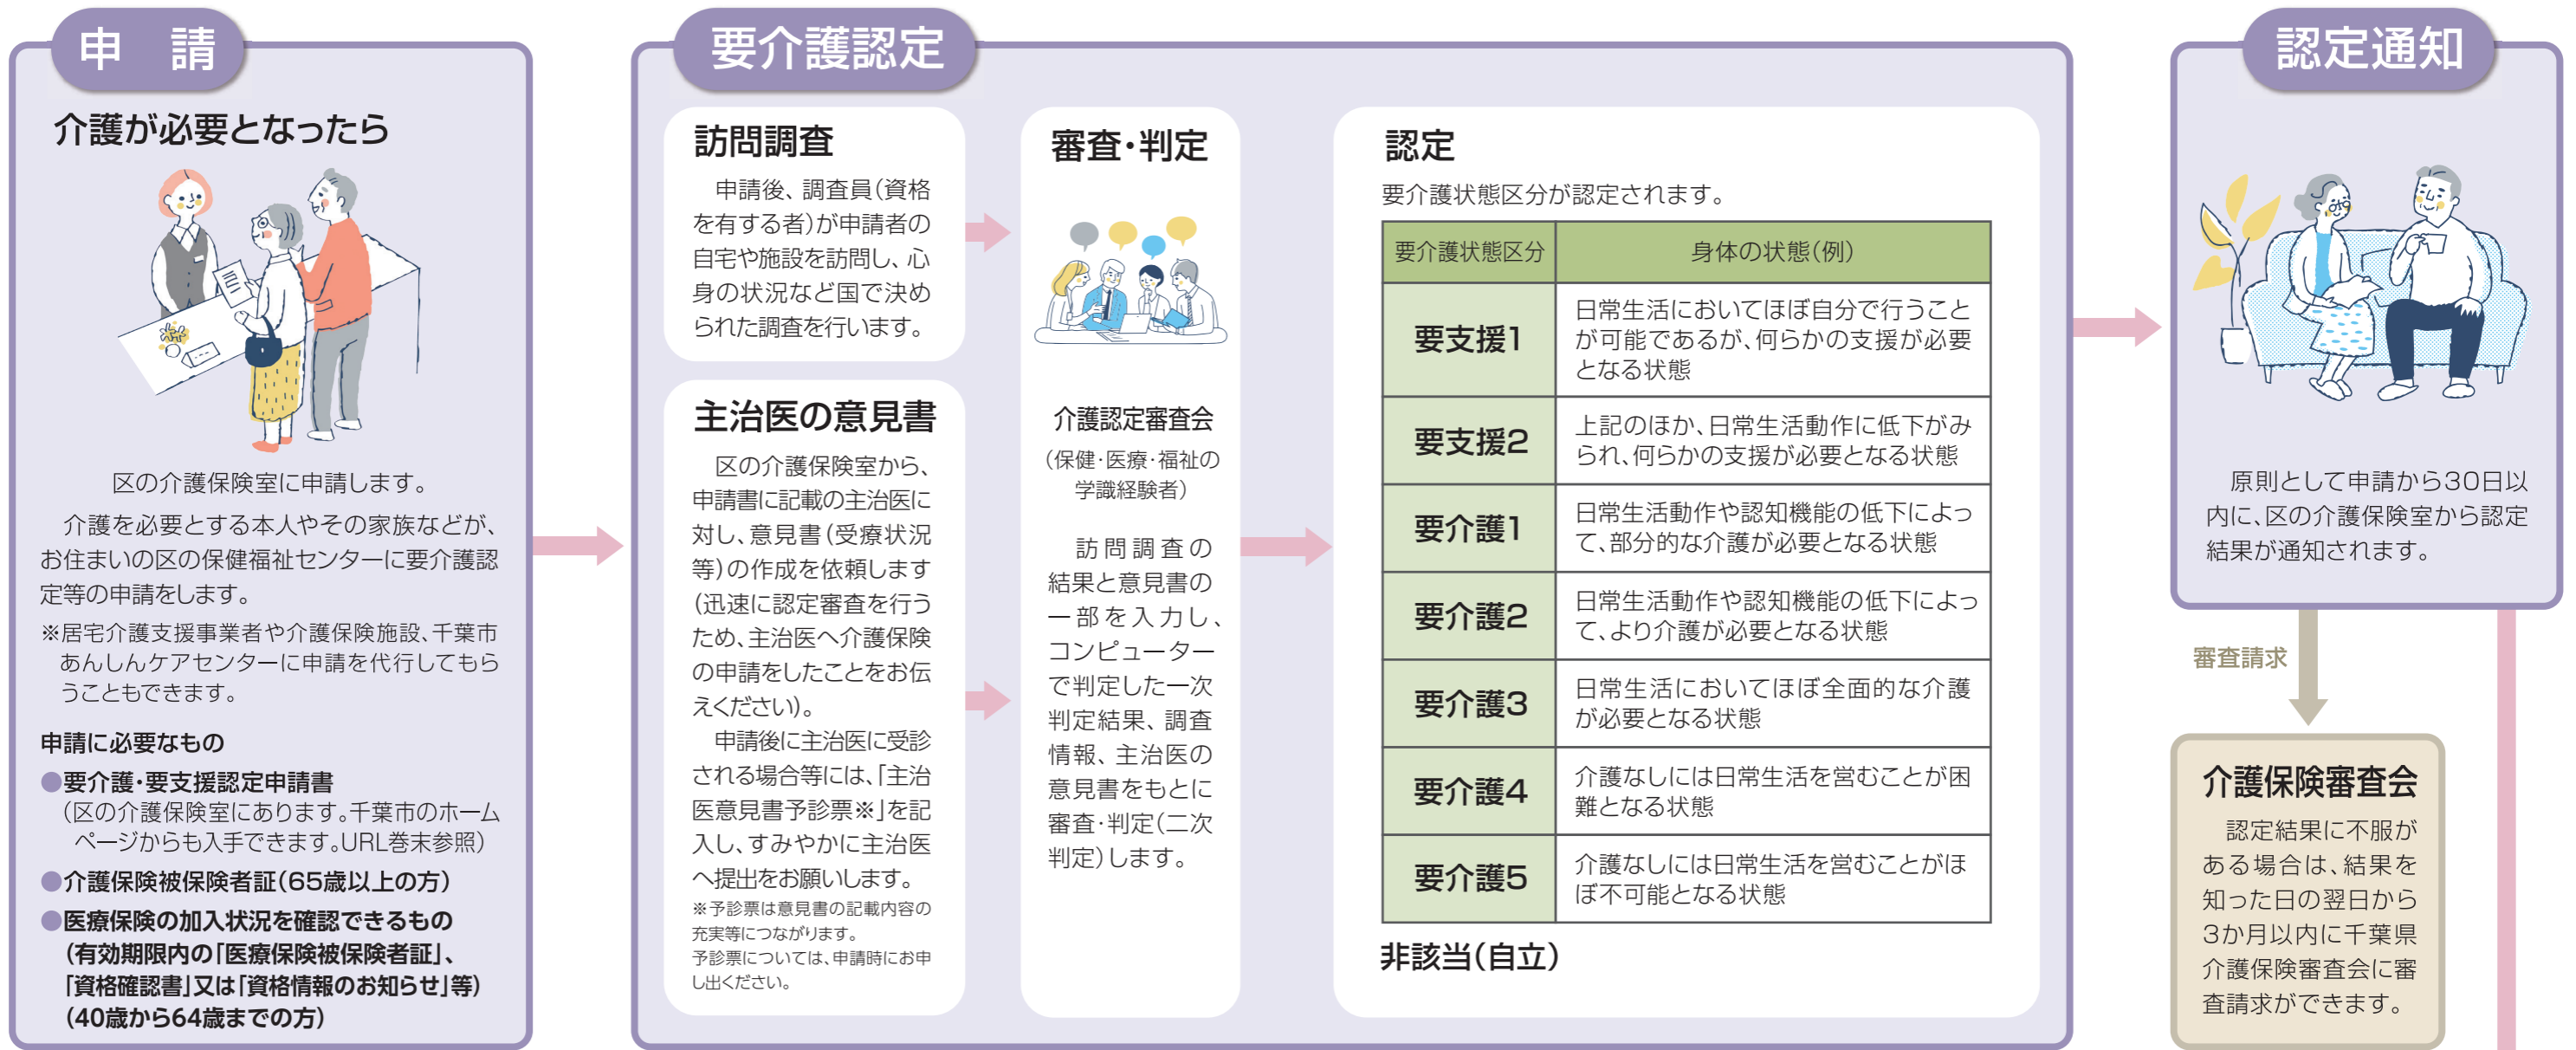 申　請
介護が必要となったら
区の介護保険室に申請します。
介護を必要とする本人やその家族などが、
お住まいの区の保健福祉センターに要介護認
定等の申請をします。
※居宅介護支援事業者や介護保険施設、千葉市
あんしんケアセンターに申請を代行してもら
うこともできます。
申請に必要なもの
●要介護・要支援認定申請書
（区の介護保険室にあります。千葉市のホーム
ページからも入手できます。URL巻末参照）
●介護保険被保険者証（65歳以上の方）
●医療保険の加入状況を確認できるもの
（有効期限内の「医療保険被保険者証」、
「資格確認書」又は「資格情報のお知らせ」等）
（40歳から64歳までの方）
要介護認定
訪問調査
申請後、調査員（資格
を有する者）が申請者の
自宅や施設を訪問し、心
身の状況など国で決め
られた調査を行います。
主治医の意見書
区の介護保険室から、
申請書に記載の主治医に
対し、意見書（受療状況
等）の作成を依頼します
（迅速に認定審査を行う
ため、主治医へ介護保険
の申請をしたことをお伝
えください）。
申請後に主治医に受診
される場合等には、「主治
医意見書予診票※」を記
入し、すみやかに主治医
へ提出をお願いします。
※予診票は意見書の記載内容の
充実等につながります。
予診票については、申請時にお申
し出ください。
審査・判定
介護認定審査会
（保健・医療・福祉の
学識経験者）
訪問調査の
結果と意見書の
一部を入力し、
コンピューター
で判定した一次
判定結果、調査
情報、主治医の
意見書をもとに
審査・判定（二次
判定）します。
認定
要介護状態区分が認定されます。
要介護状態区分
身体の状態（例）
要支援1
日常生活においてほぼ自分で行うこと
が可能であるが、何らかの支援が必要
となる状態
要支援2
上記のほか、日常生活動作に低下がみ
られ、何らかの支援が必要となる状態
要介護1
日常生活動作や認知機能の低下によっ
て、部分的な介護が必要となる状態
要介護2
日常生活動作や認知機能の低下によっ
て、より介護が必要となる状態
要介護3
日常生活においてほぼ全面的な介護
が必要となる状態
要介護4
介護なしには日常生活を営むことが困
難となる状態
要介護5
介護なしには日常生活を営むことがほ
ぼ不可能となる状態
非該当（自立）
認定通知
原則として申請から30日以
内に、区の介護保険室から認定
結果が通知されます。
審査請求
介護保険審査会
認定結果に不服が
ある場合は、結果を
知った日の翌日から
3か月以内に千葉県
介護保険審査会に審
査請求ができます。